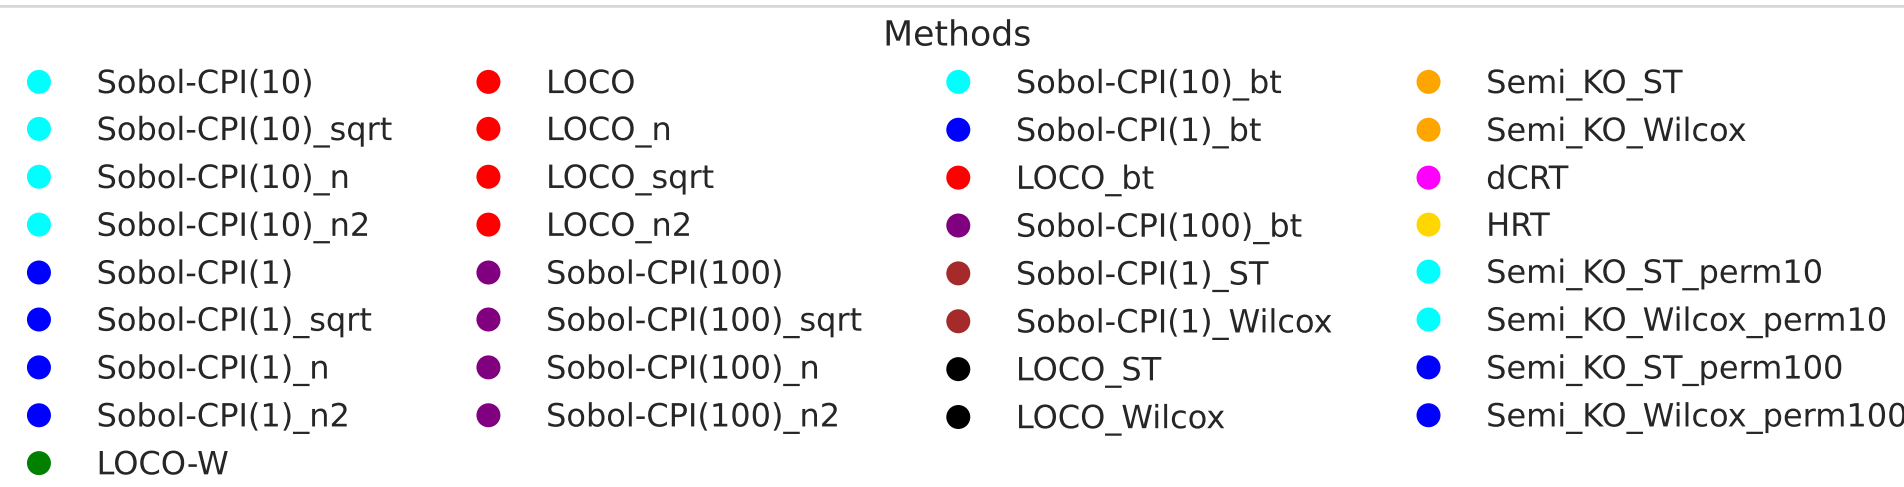 Methods
Sobol-CPI(10)
Sobol-CPI(10)_sqrt
Sobol-CPI(10)_n
Sobol-CPI(10)_n2
Sobol-CPI(1)
Sobol-CPI(1)_sqrt
Sobol-CPI(1)_n
Sobol-CPI(1)_n2
LOCO-W
LOCO
LOCO_n
LOCO_sqrt
LOCO_n2
Sobol-CPI(100)
Sobol-CPI(100)_sqrt
Sobol-CPI(100)_n
Sobol-CPI(100)_n2
Sobol-CPI(10)_bt
Sobol-CPI(1)_bt
LOCO_bt
Sobol-CPI(100)_bt
Sobol-CPI(1)_ST
Sobol-CPI(1)_Wilcox
LOCO_ST
LOCO_Wilcox
Semi_KO_ST
Semi_KO_Wilcox
dCRT
HRT
Semi_KO_ST_perm10
Semi_KO_Wilcox_perm10
Semi_KO_ST_perm100
Semi_KO_Wilcox_perm100